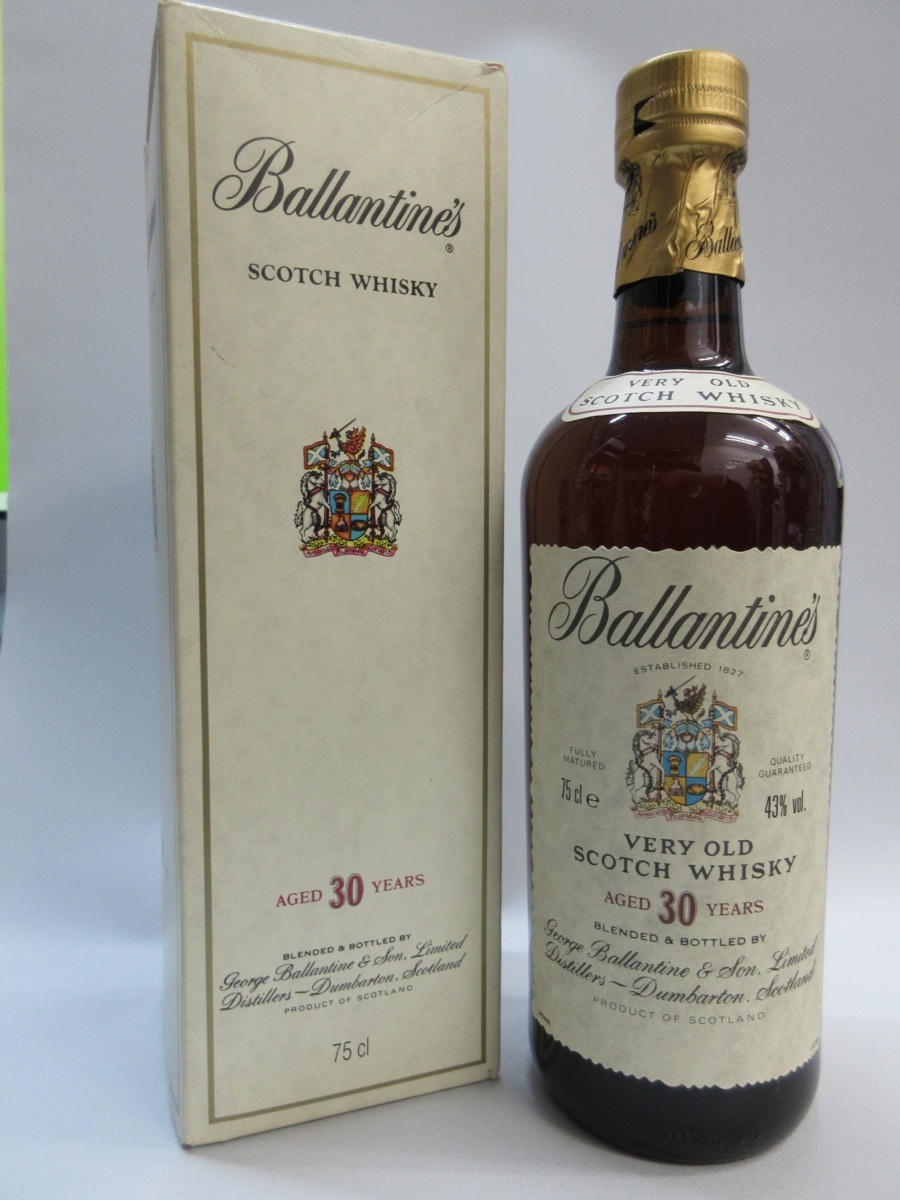 Ballantine's
®
SCOTCH WHISKY
AGED 30 YEARS
BLENDED & BOTTLED BY
George Ballantine & Son, Limited
Distillers — Dumbarton, Scotland
PRODUCT OF SCOTLAND
75 cl
VERY OLD
SCOTCH WHISKY
Ballantine's
®
ESTABLISHED 1827
FULLY
MATURED
75 cl e
QUALITY
GUARANTEED
43% vol.
VERY OLD
SCOTCH WHISKY
AGED 30 YEARS
BLENDED & BOTTLED BY
George Ballantine & Son, Limited
Distillers — Dumbarton, Scotland
PRODUCT OF SCOTLAND